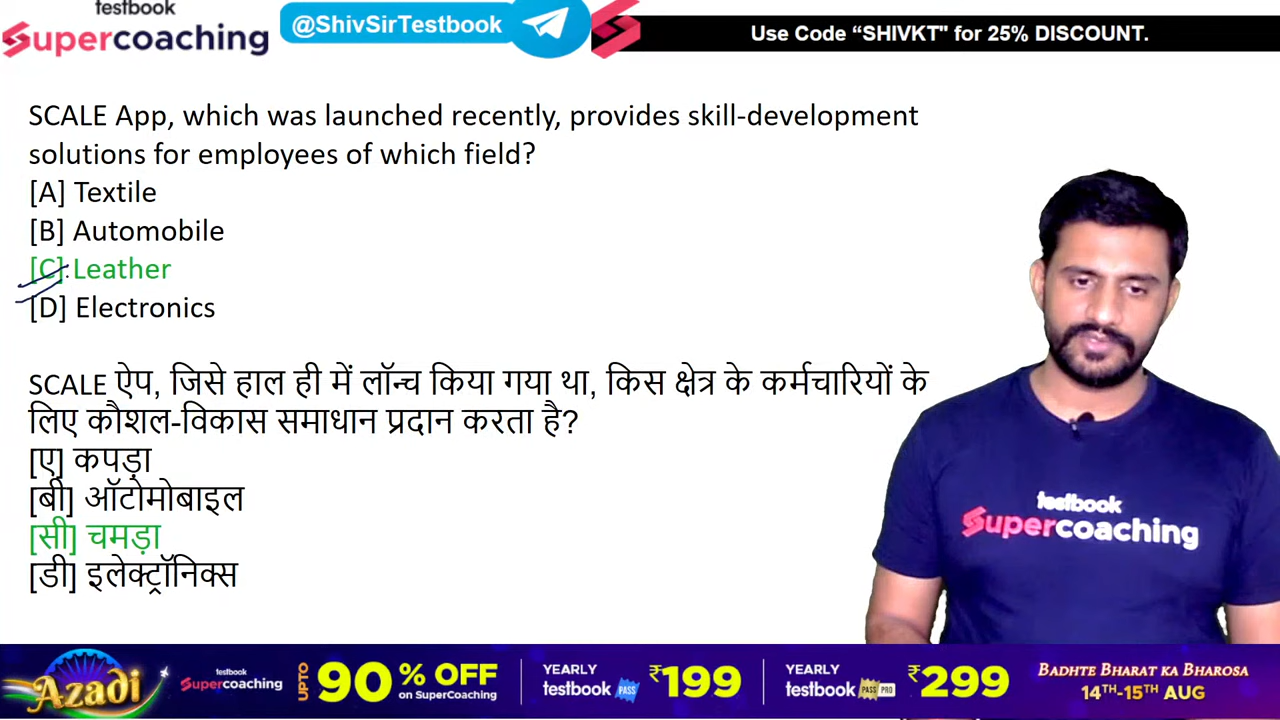 testbook
Supercoaching
@ShivSirTestbook
Use Code “SHIVKT" for 25% DISCOUNT.
SCALE App, which was launched recently, provides skill-development
solutions for employees of which field?
[A] Textile
[B] Automobile
[C] Leather
[D] Electronics
SCALE ऐप, जिसे हाल ही में लॉन्च किया गया था, किस क्षेत्र के कर्मचारियों के
लिए कौशल-विकास समाधान प्रदान करता है?
[ए] कपड़ा
[बी] ऑटोमोबाइल
[सी] चमड़ा
[डी] इलेक्ट्रॉनिक्स
testbook
Supercoaching
Azadi
testbook
Supercoaching
UPTO 90% OFF
on SuperCoaching
YEARLY
testbook PASS
₹199
YEARLY
testbook PASS PRO
₹299
BADHTE BHARAT KA BHAROSA
14TH-15TH AUG